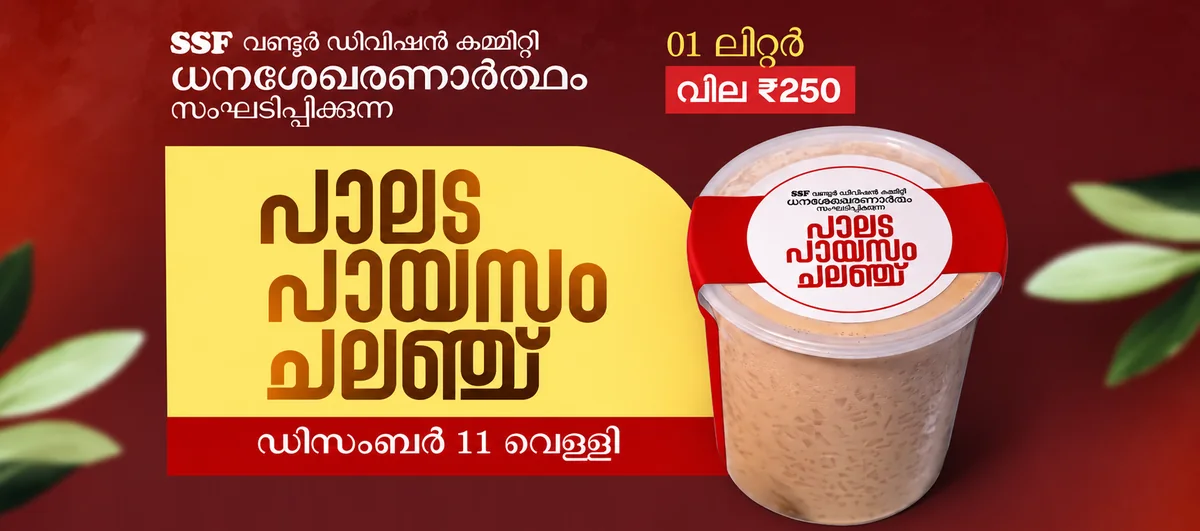 SSF വണ്ടൂർ ഡിവിഷൻ കമ്മിറ്റി
ധനശേഖരണാർത്ഥം
സംഘടിപ്പിക്കുന്ന
01 ലിറ്റർ
വില ₹250
പാലട
പായസം
ചലഞ്ച്
ഡിസംബർ 11 വെള്ളി
SSF വണ്ടൂർ ഡിവിഷൻ കമ്മിറ്റി
ധനശേഖരണാർത്ഥം
സംഘടിപ്പിക്കുന്ന
പാലട
പായസം
ചലഞ്ച്